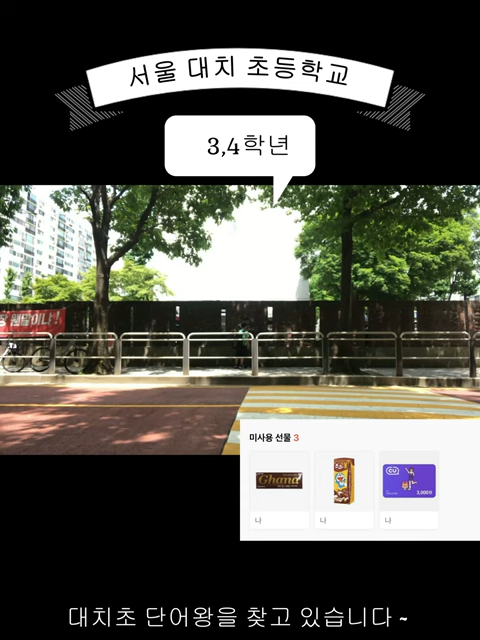 서울 대치 초등학교
3,4학년
미사용 선물 3
Ghana
CU
3,000원
나
나
나
대치초 단어왕을 찾고 있습니다~